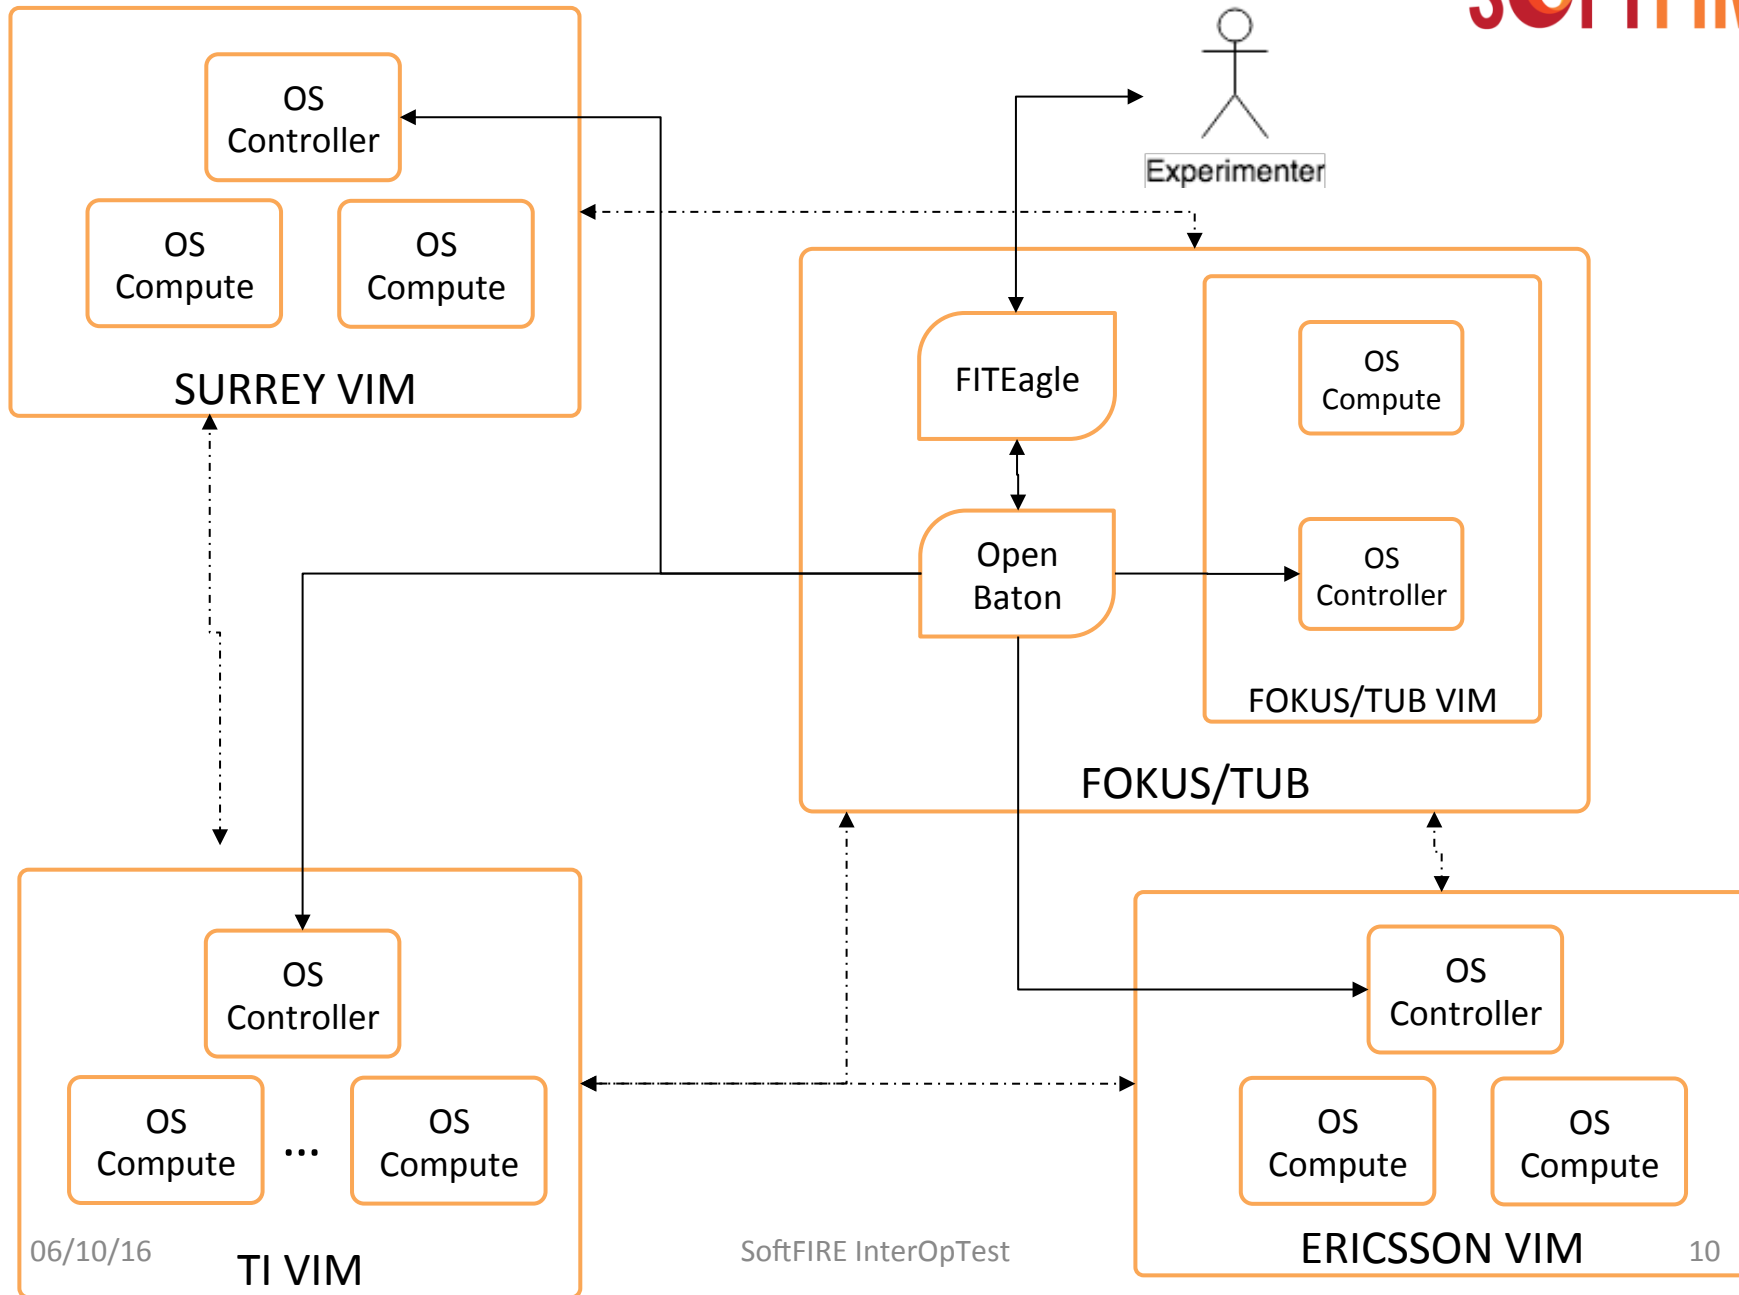 OS
Controller
OS
Compute
OS
Compute
SURREY VIM
Experimenter
FITEagle
Open
Baton
OS
Compute
OS
Controller
FOKUS/TUB VIM
FOKUS/TUB
OS
Controller
OS
Compute
...
OS
Compute
TI VIM
OS
Controller
OS
Compute
OS
Compute
ERICSSON VIM
06/10/16
SoftFIRE InterOpTest
10